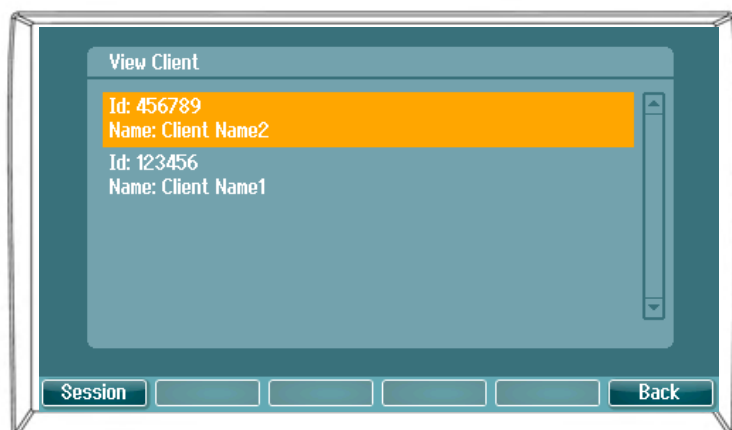 View Client
Id: 456789
Name: Client Name2
Id: 123456
Name: Client Name1
Session
Back